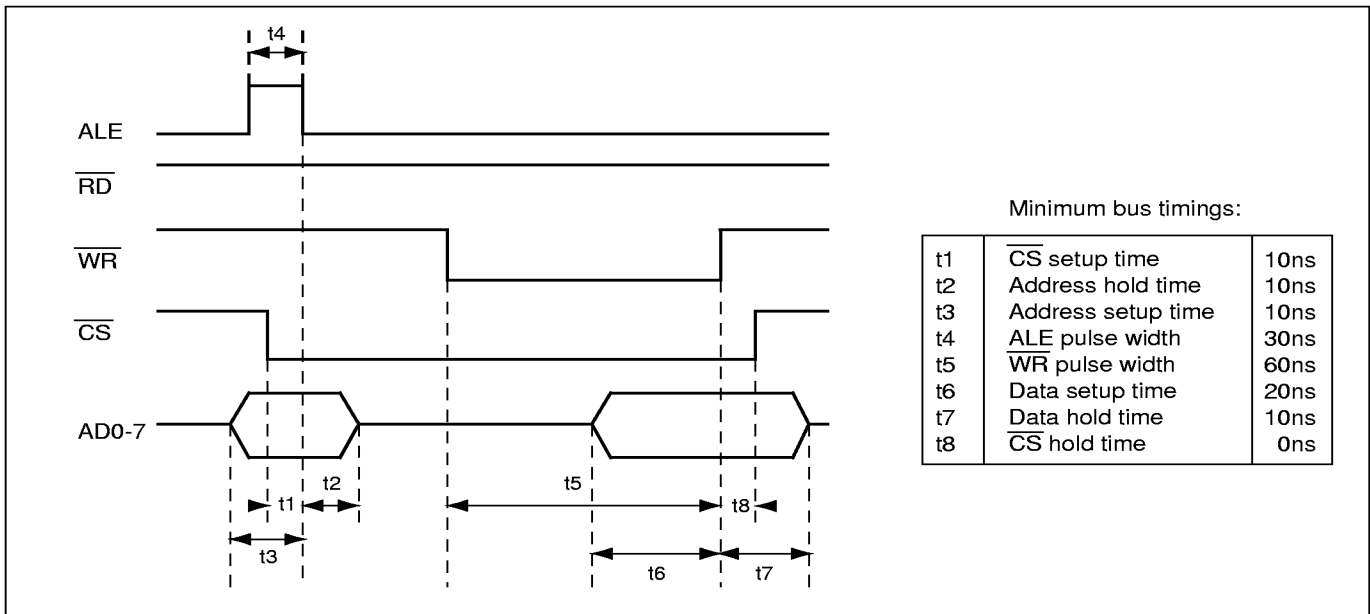 t4
ALE
RD
WR
CS
AD0-7
t1
t2
t3
t5
t8
t6
t7
Minimum bus timings:
t1 CS setup time 10ns
t2 Address hold time 10ns
t3 Address setup time 10ns
t4 ALE pulse width 30ns
t5 WR pulse width 60ns
t6 Data setup time 20ns
t7 Data hold time 10ns
t8 CS hold time 0ns